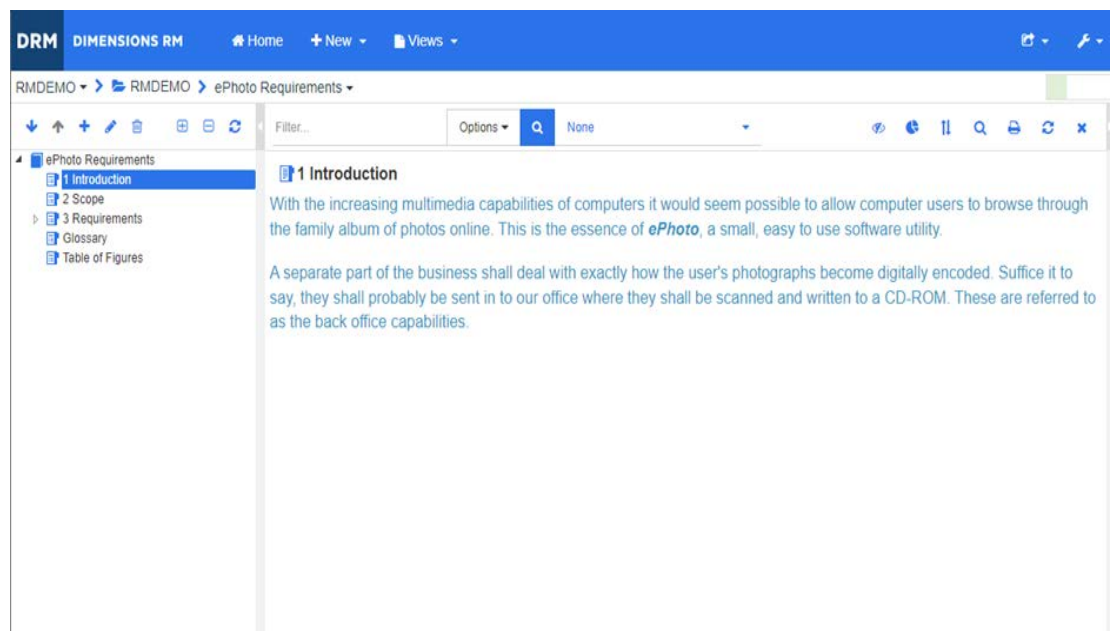 DRM DIMENSIONS RM Home + New Views
RMDEMO RMDEMO ePhoto Requirements
Filter... Options None
ePhoto Requirements
1 Introduction
2 Scope
3 Requirements
Glossary
Table of Figures
1 Introduction
With the increasing multimedia capabilities of computers it would seem possible to allow computer users to browse through
the family album of photos online. This is the essence of ePhoto, a small, easy to use software utility.
A separate part of the business shall deal with exactly how the user's photographs become digitally encoded. Suffice it to
say, they shall probably be sent in to our office where they shall be scanned and written to a CD-ROM. These are referred to
as the back office capabilities.